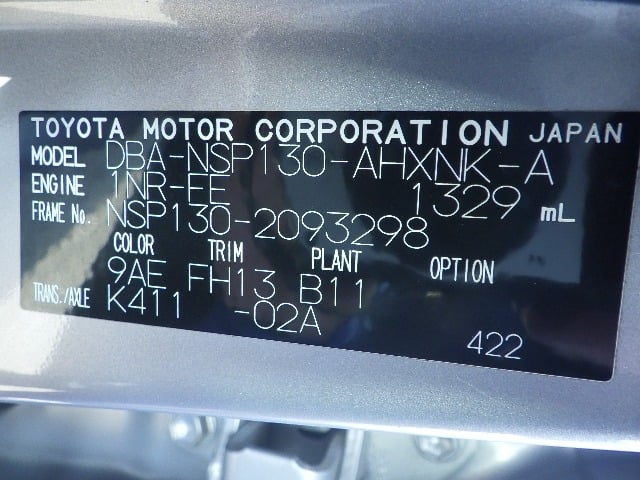 TOYOTA MOTOR CORPORATION JAPAN
MODEL DBA-NSP130-AHXNK-A
ENGINE 1NR-FE 1329 mL
FRAME No. NSP130-2093298
COLOR TRIM PLANT OPTION
9AE FH13 B11
TRANS./AXLE K411 -02A
422